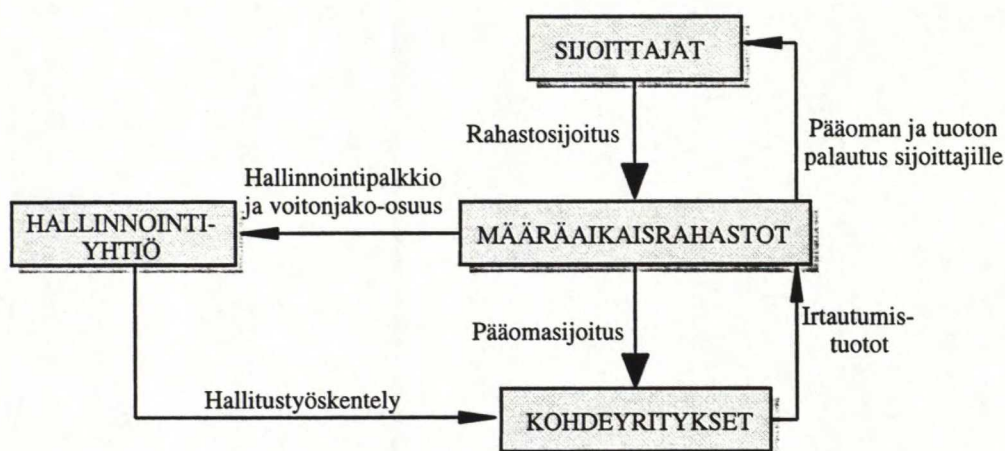 SIJOITTAJAT
Rahastosijoitus
Pääoman ja tuoton
palautus sijoittajille
Hallinnointipalkkio
ja voitonjako-osuus
HALLINNOINTI-
YHTIÖ
MÄÄRÄAIKAISRAHASTOT
Pääomasijoitus
Irtautumis-
tuotot
Hallitustyöskentely
KOHDEYRITYKSET